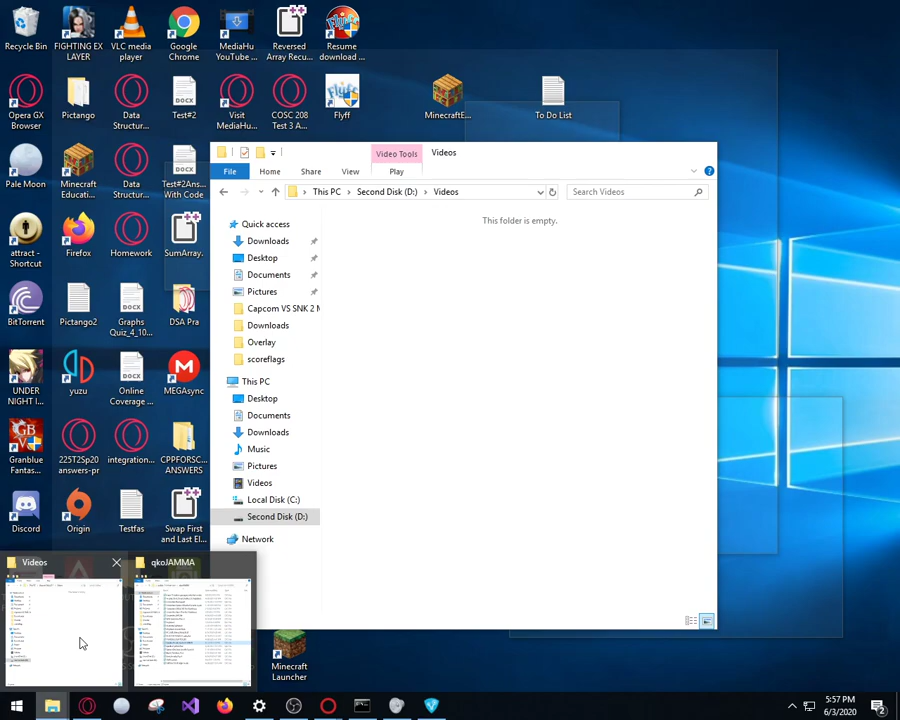 Recycle Bin
FIGHTING EX LAYER
VLC media player
Google Chrome
MediaHu YouTube ...
Reversed Array Recu...
Resume download ...
Opera GX Browser
Pictango
Data Structur...
Test#2
Visit MediaHu...
COSC 208 Test 3 A...
Flyff
MinecraftE...
To Do List
Pale Moon
Minecraft Educati...
Data Structur...
Test#2Ans... With Code
attract - Shortcut
Firefox
Homework
SumArray.
BitTorrent
Pictango2
Graphs Quiz_4_10...
DSA Pra
UNDER NIGHT I...
yuzu
Online Coverage ...
MEGAsync
Granblue Fantas...
225T2Sp20 answers-pr
integration...
CPPFORSC... ANSWERS
Discord
Origin
Testfas
Swap First and Last El...
Video Tools
Videos
File
Home
Share
View
Play
This PC
Second Disk (D:)
Videos
Search Videos
This folder is empty.
Quick access
Downloads
Desktop
Documents
Pictures
Capcom VS SNK 2 M
Downloads
Overlay
scoreflags
This PC
Desktop
Documents
Downloads
Music
Pictures
Videos
Local Disk (C:)
Second Disk (D:)
Network
Videos
qkoJAMMA
Minecraft Launcher
5:57 PM
6/3/2020
2